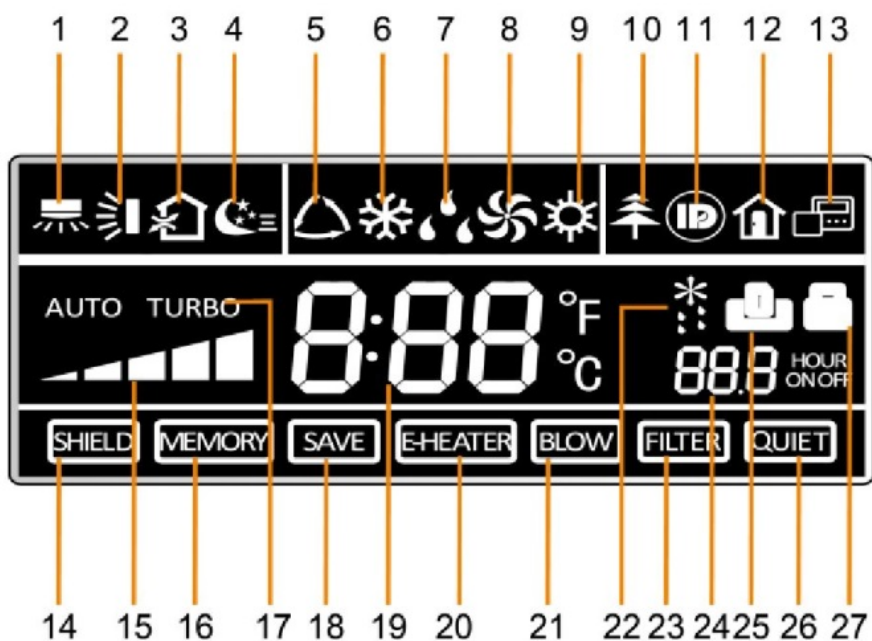 1 2 3 4 5 6 7 8 9 10 11 12 13
AUTO TURBO
8:88 °F
°C
88.8 HOUR
ON OFF
SHIELD MEMORY SAVE E-HEATER BLOW FILTER QUIET
14 15 16 17 18 19 20 21 22 23 24 25 26 27